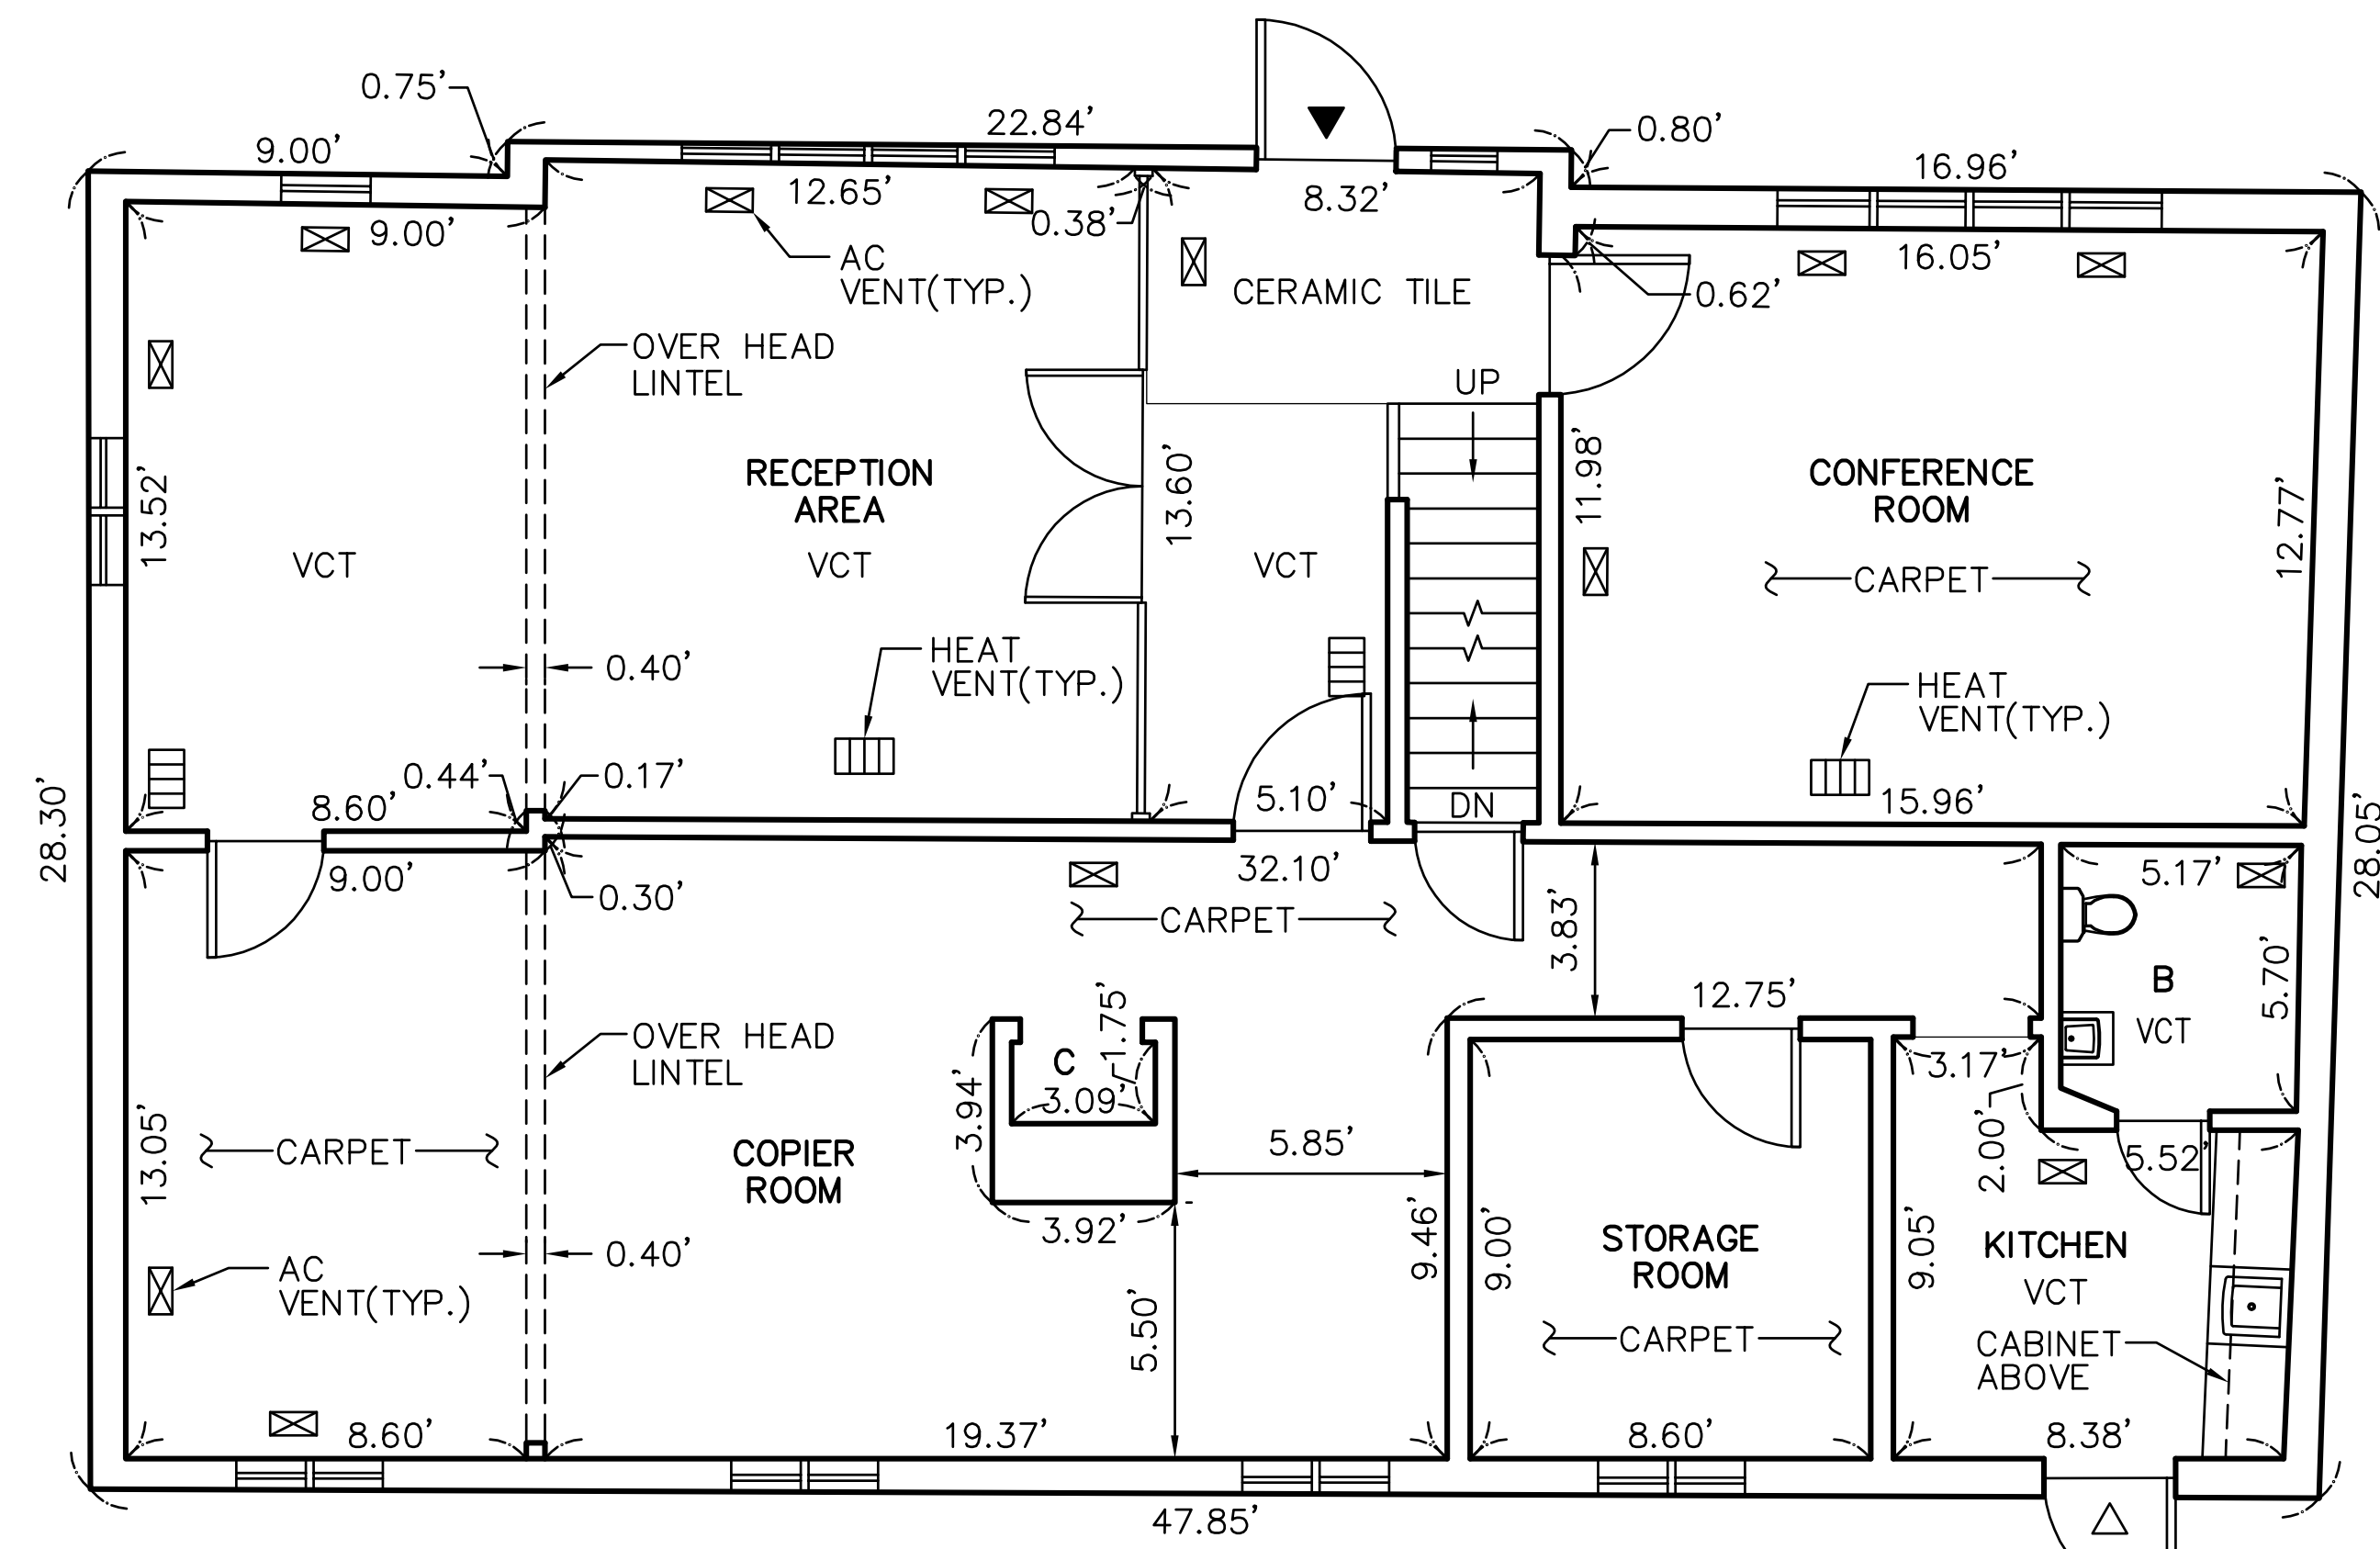 0.75'
22.84'
0.80'
9.00'
16.96'
12.65'
8.32'
0.38'
9.00'
16.05'
AC
VENT(TYP.)
CERAMIC TILE
0.62'
OVER HEAD
LINTEL
UP
RECEPTION
AREA
13.52'
13.60'
11.98'
CONFERENCE
ROOM
12.77'
VCT
VCT
VCT
CARPET
0.40'
HEAT
VENT(TYP.)
HEAT
VENT(TYP.)
0.44'
0.17'
8.60'
5.10'
DN
15.96'
28.30'
28.05'
9.00'
0.30'
32.10'
5.17'
CARPET
3.83'
5.70'
B
VCT
12.75'
OVER HEAD
LINTEL
C
1.75'
3.09'
3.17'
3.94'
2.00'
13.05'
CARPET
COPIER
ROOM
5.85'
5.52'
3.92'
9.46'
9.00'
STORAGE
ROOM
9.05'
KITCHEN
VCT
0.40'
AC
VENT(TYP.)
5.50'
CARPET
CABINET
ABOVE
8.60'
19.37'
8.60'
8.38'
47.85'